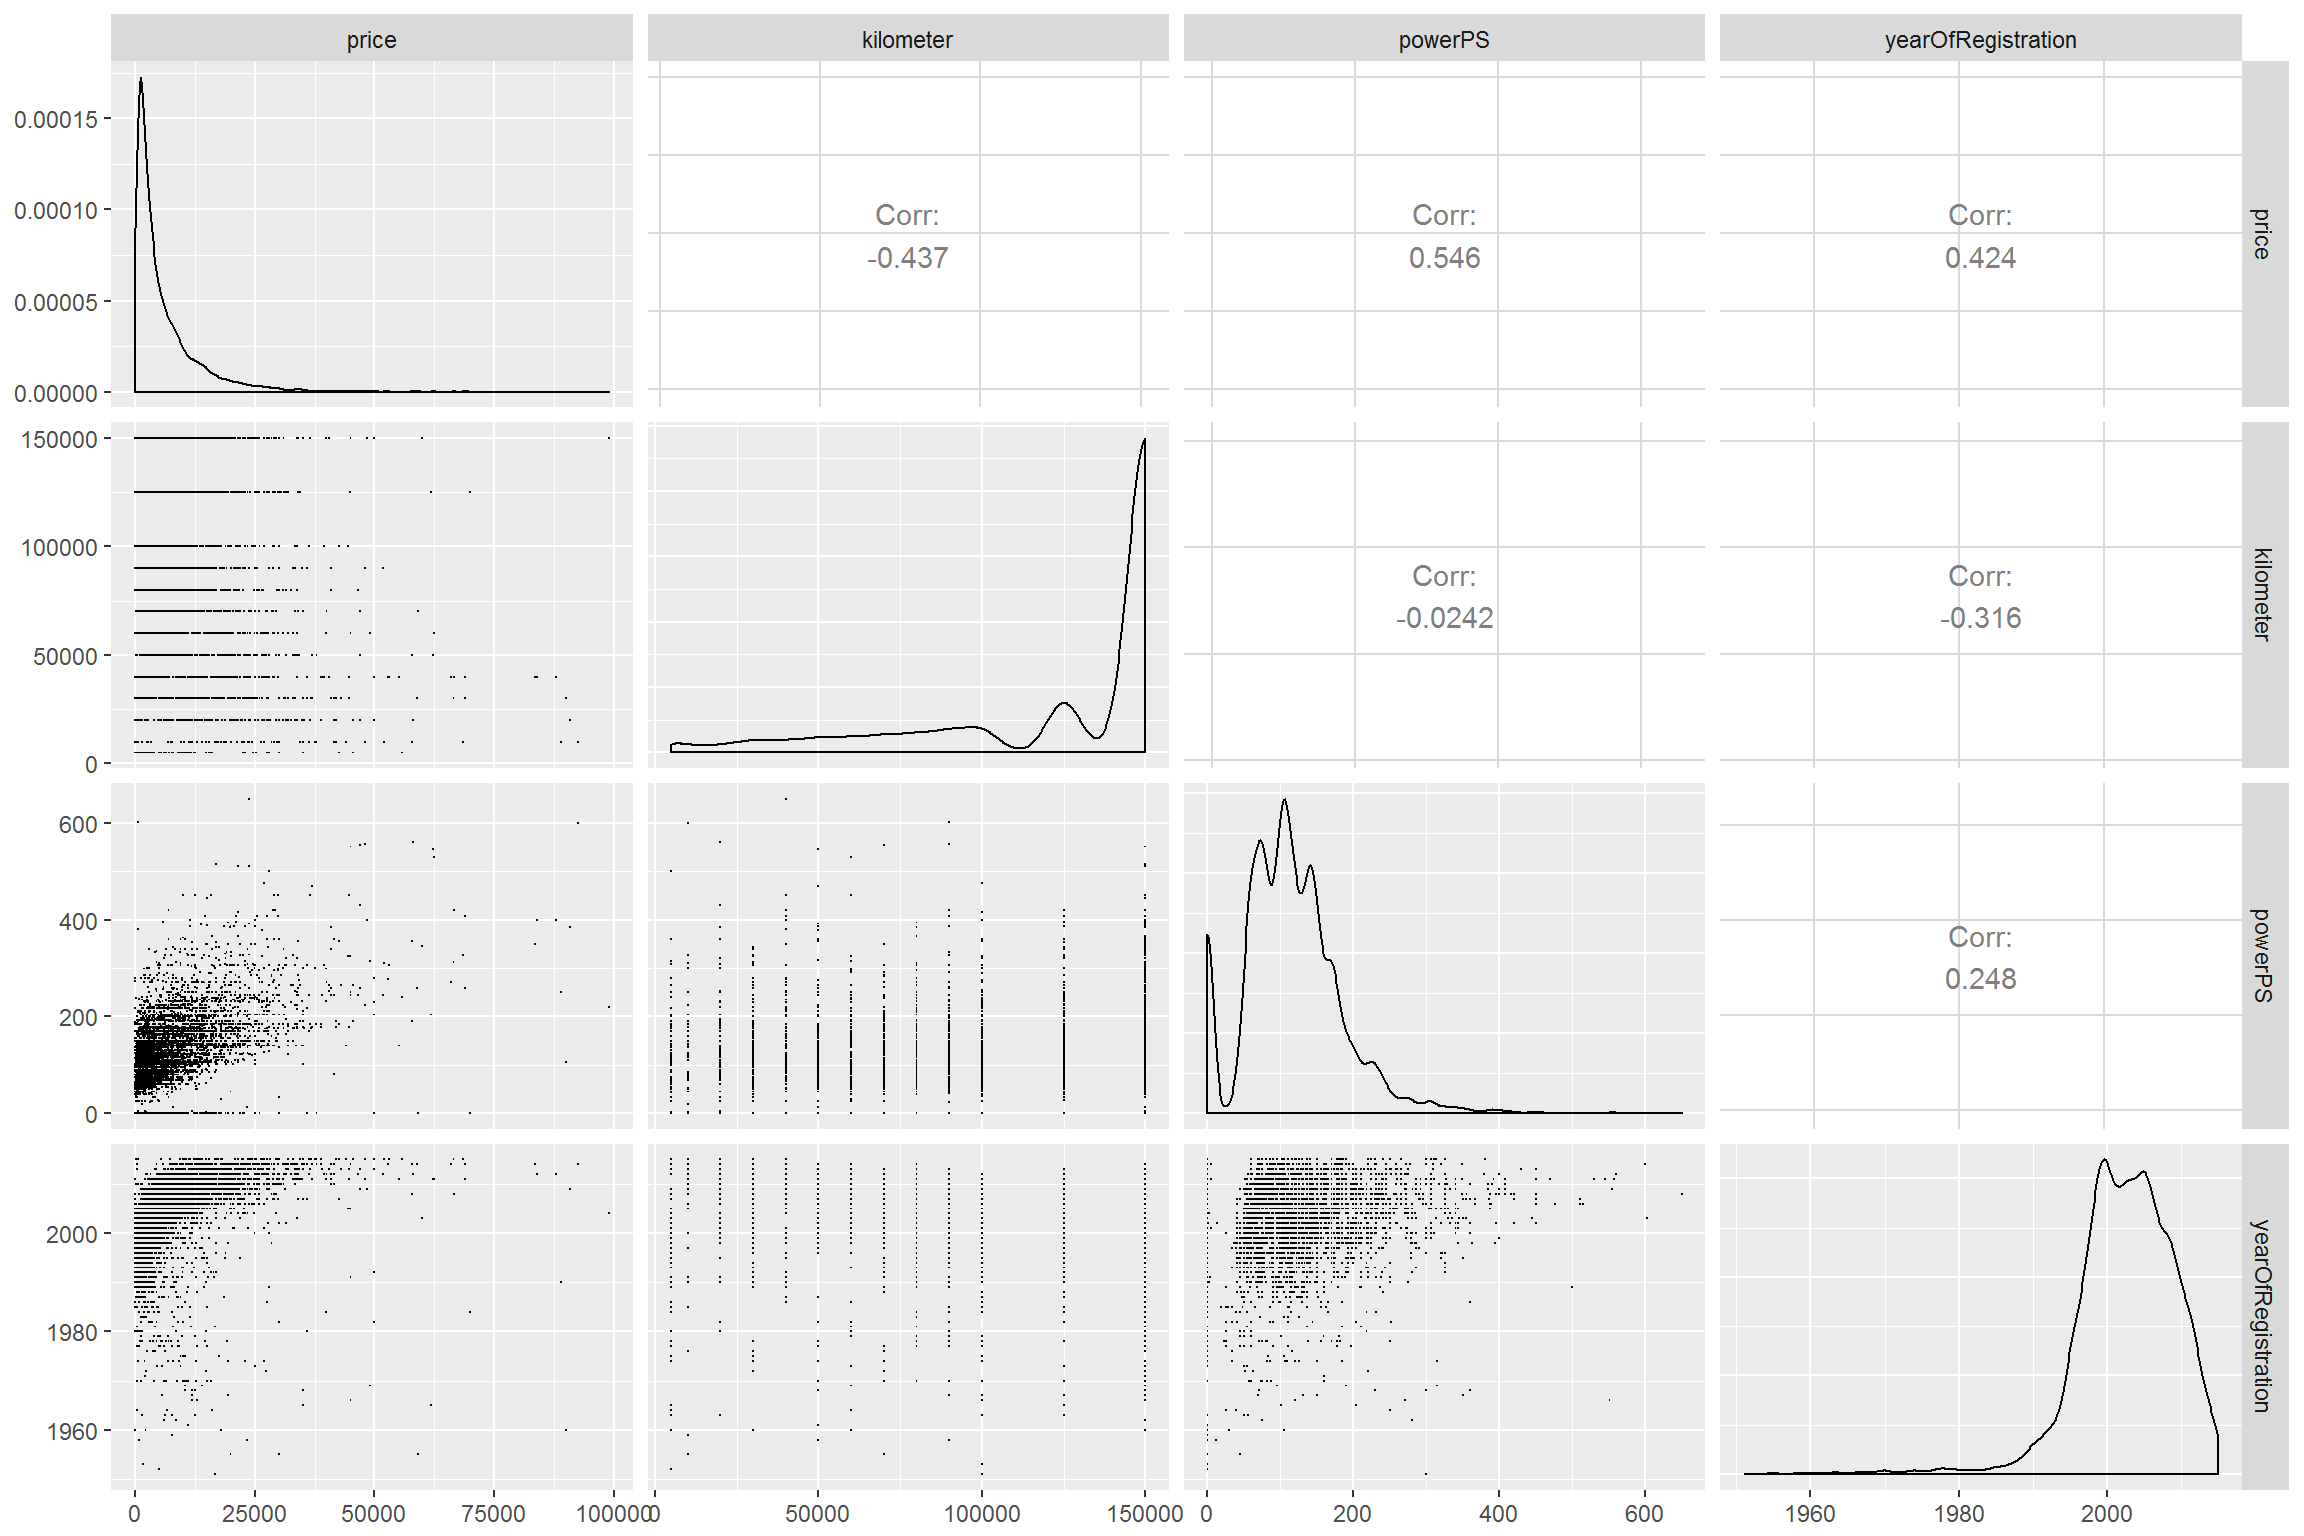 price
kilometer
powerPS
yearOfRegistration
0.00015
0.00010
0.00005
0.00000
Corr:
-0.437
Corr:
0.546
Corr:
0.424
price
150000
100000
50000
0
Corr:
-0.0242
Corr:
-0.316
kilometer
600
400
200
0
Corr:
0.248
powerPS
2000
1980
1960
yearOfRegistration
0
25000
50000
75000
100000
0
50000
100000
150000
0
200
400
600
1960
1980
2000